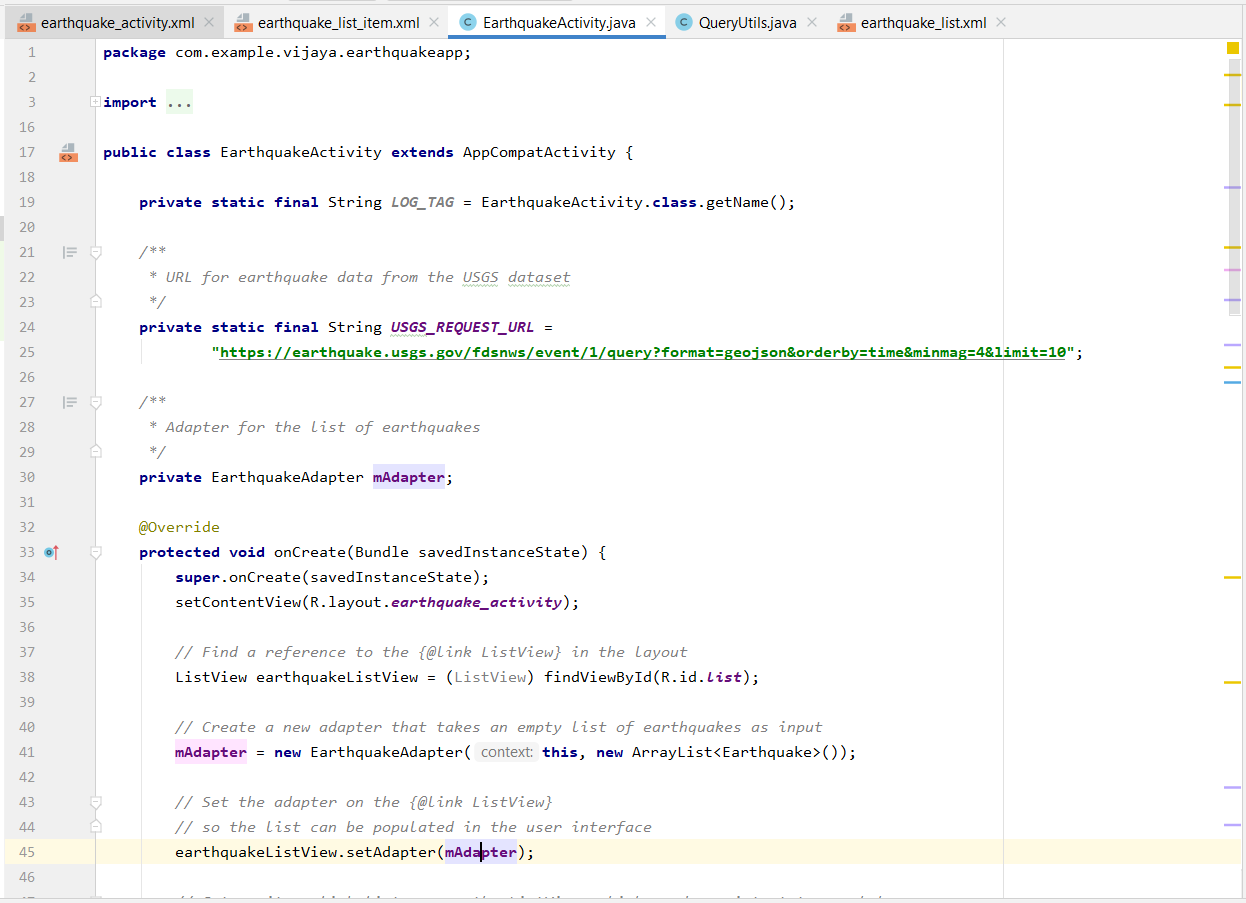 earthquake_activity.xml earthquake_list_item.xml EarthquakeActivity.java QueryUtils.java earthquake_list.xml
1 package com.example.vijaya.earthquakeapp;
2
3 import ...
16
17 public class EarthquakeActivity extends AppCompatActivity {
18
19 private static final String LOG_TAG = EarthquakeActivity.class.getName();
20
21 /**
22 * URL for earthquake data from the USGS dataset
23 */
24 private static final String USGS_REQUEST_URL =
25 "https://earthquake.usgs.gov/fdsnws/event/1/query?format=geojson&orderby=time&minmag=4&limit=10";
26
27 /**
28 * Adapter for the list of earthquakes
29 */
30 private EarthquakeAdapter mAdapter;
31
32 @Override
33 protected void onCreate(Bundle savedInstanceState) {
34 super.onCreate(savedInstanceState);
35 setContentView(R.layout.earthquake_activity);
36
37 // Find a reference to the {@link ListView} in the layout
38 ListView earthquakeListView = (ListView) findViewById(R.id.list);
39
40 // Create a new adapter that takes an empty list of earthquakes as input
41 mAdapter = new EarthquakeAdapter( context: this, new ArrayList<Earthquake>());
42
43 // Set the adapter on the {@link ListView}
44 // so the list can be populated in the user interface
45 earthquakeListView.setAdapter(mAdapter);
46